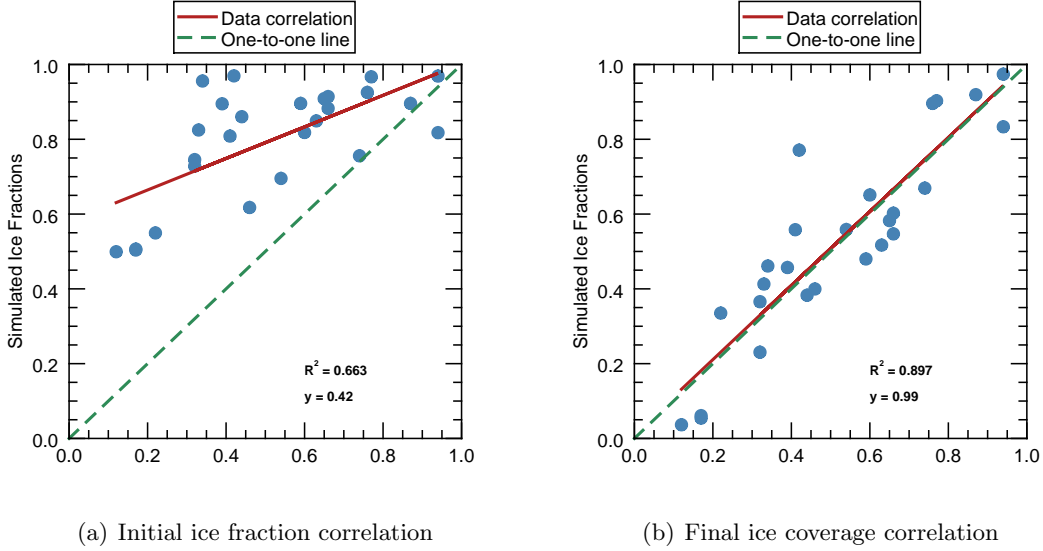 Data correlation
One-to-one line
1.0
0.8
0.6
0.4
0.2
0.0
Simulated Ice Fractions
R² = 0.663
y = 0.42
0.0 0.2 0.4 0.6 0.8 1.0
(a) Initial ice fraction correlation
Data correlation
One-to-one line
1.0
0.8
0.6
0.4
0.2
0.0
Simulated Ice Fractions
R² = 0.897
y = 0.99
0.0 0.2 0.4 0.6 0.8 1.0
(b) Final ice coverage correlation